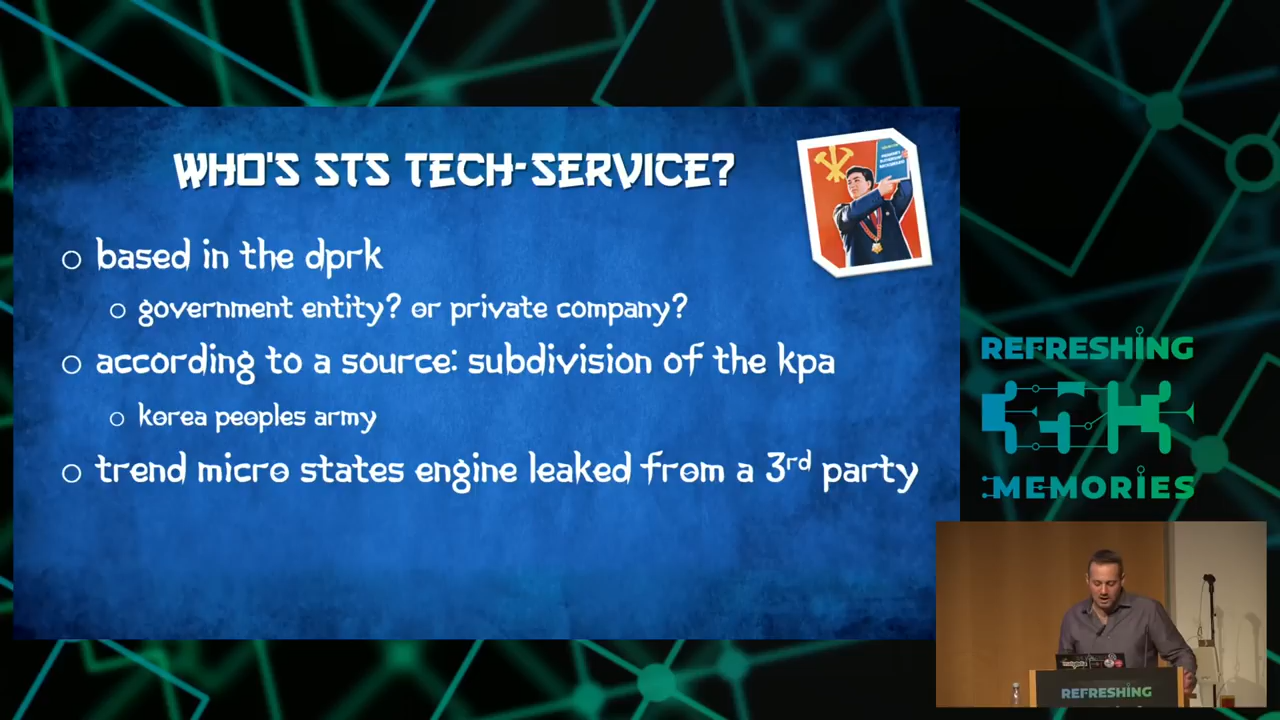 WHO'S STS TECH-SERVICE?
based in the dprk
government entity? or private company?
according to a source: subdivision of the kpa
korea peoples army
trend micro states engine leaked from a 3rd party
REFRESHING
35C3
MEMORIES
REFRESHING